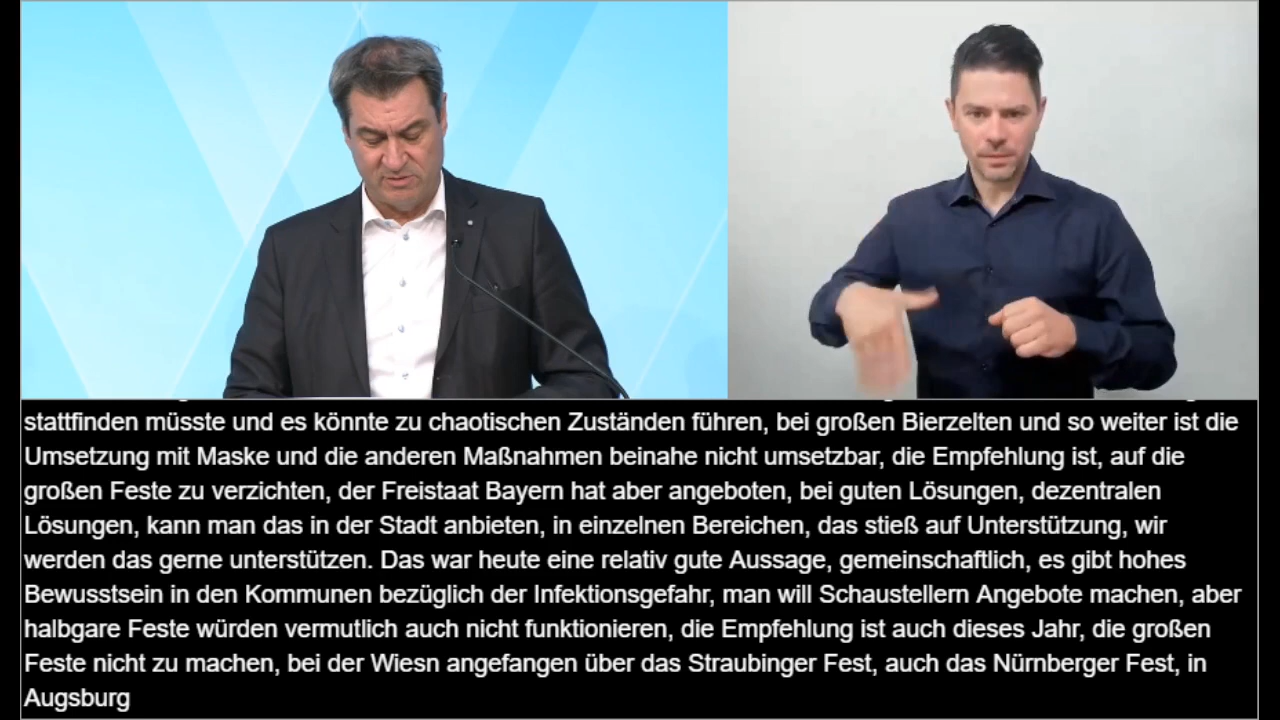 stattfinden müsste und es könnte zu chaotischen Zuständen führen, bei großen Bierzelten und so weiter ist die
Umsetzung mit Maske und die anderen Maßnahmen beinahe nicht umsetzbar, die Empfehlung ist, auf die
großen Feste zu verzichten, der Freistaat Bayern hat aber angeboten, bei guten Lösungen, dezentralen
Lösungen, kann man das in der Stadt anbieten, in einzelnen Bereichen, das stieß auf Unterstützung, wir
werden das gerne unterstützen. Das war heute eine relativ gute Aussage, gemeinschaftlich, es gibt hohes
Bewusstsein in den Kommunen bezüglich der Infektionsgefahr, man will Schaustellern Angebote machen, aber
halbgare Feste würden vermutlich auch nicht funktionieren, die Empfehlung ist auch dieses Jahr, die großen
Feste nicht zu machen, bei der Wiesn angefangen über das Straubinger Fest, auch das Nürnberger Fest, in
Augsburg